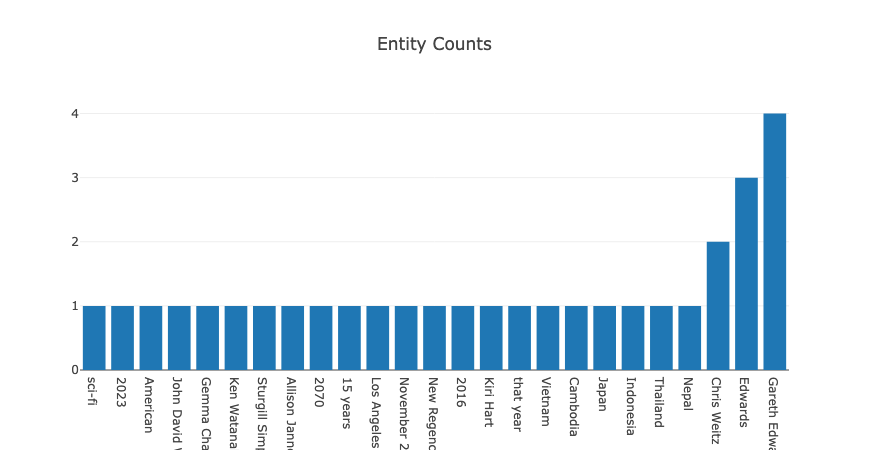 Entity Counts
4
3
2
1
0
sci-fi
2023
American
John David
Gemma Cha
Ken Watana
Sturgill Simp
Allison Janne
2070
15 years
Los Angeles
November 2
New Regenc
2016
Kiri Hart
that year
Vietnam
Cambodia
Japan
Indonesia
Thailand
Nepal
Chris Weitz
Edwards
Gareth Edwa